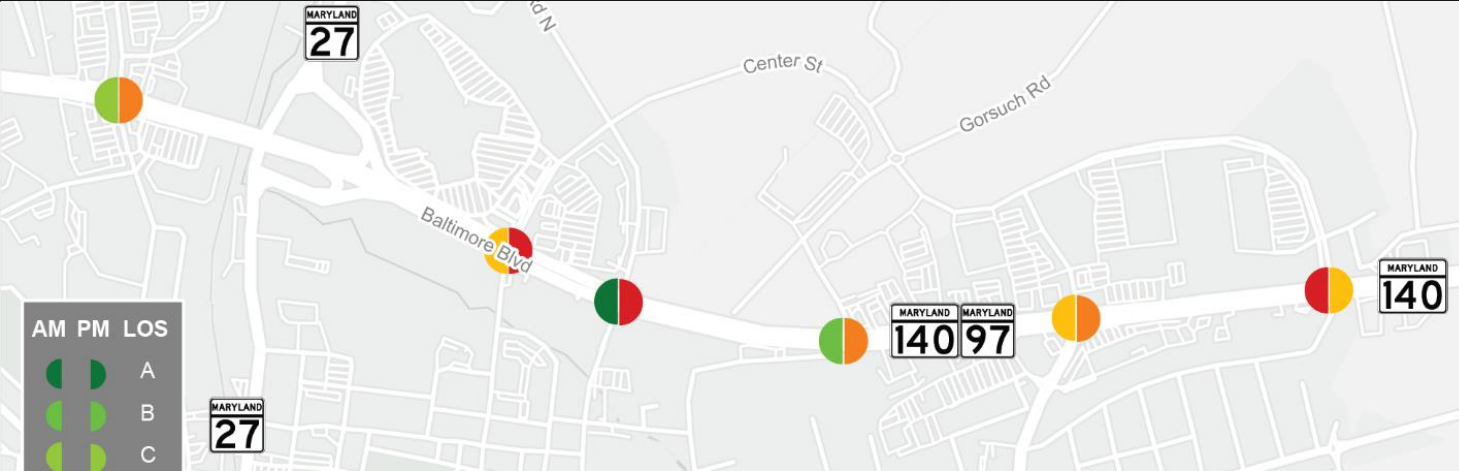 MARYLAND
27
Rd N
Center St
Gorsuch Rd
Baltimore Blvd
MARYLAND
140
MARYLAND
97
MARYLAND
140
AM PM LOS
A
B
C
MARYLAND
27